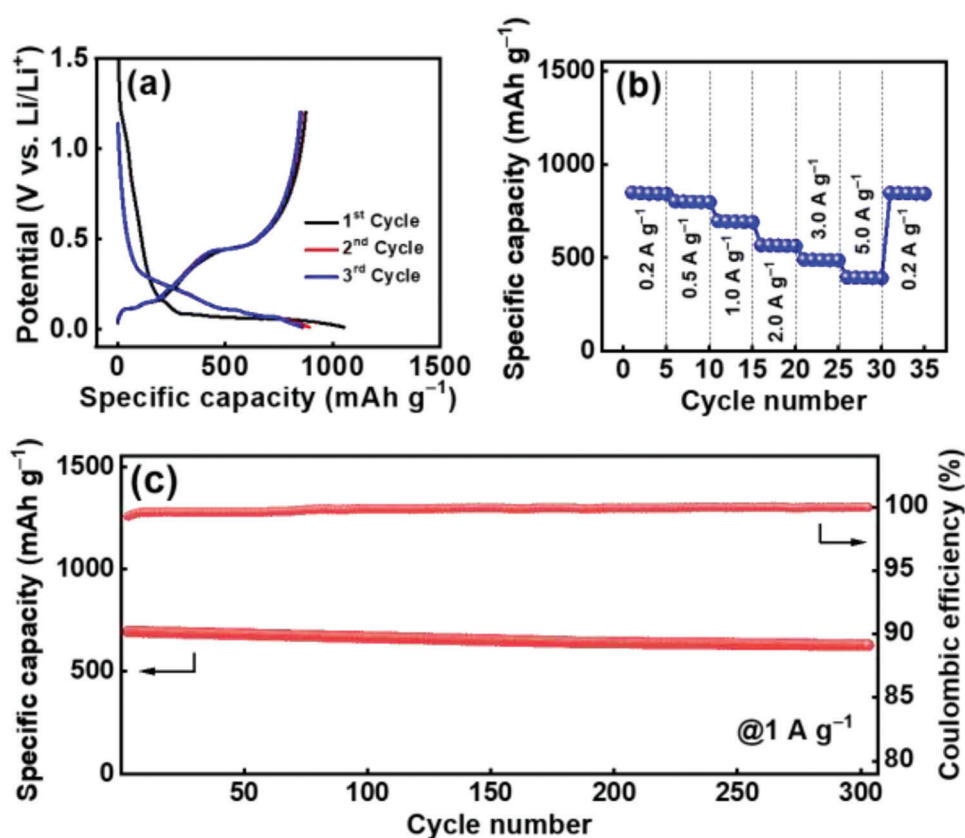 (a)
Potential (V vs. Li/Li⁺)
1.5
1.0
0.5
0.0
1ˢᵗ Cycle
2ⁿᵈ Cycle
3ʳᵈ Cycle
0 500 1000 1500
Specific capacity (mAh g⁻¹)
(b)
Specific capacity (mAh g⁻¹)
1500
1000
500
0
0.2 A g⁻¹
0.5 A g⁻¹
1.0 A g⁻¹
2.0 A g⁻¹
3.0 A g⁻¹
5.0 A g⁻¹
0.2 A g⁻¹
0 5 10 15 20 25 30 35
Cycle number
(c)
Specific capacity (mAh g⁻¹)
1500
1000
500
0
Coulombic efficiency (%)
100
95
90
85
80
@1 A g⁻¹
50 100 150 200 250 300
Cycle number